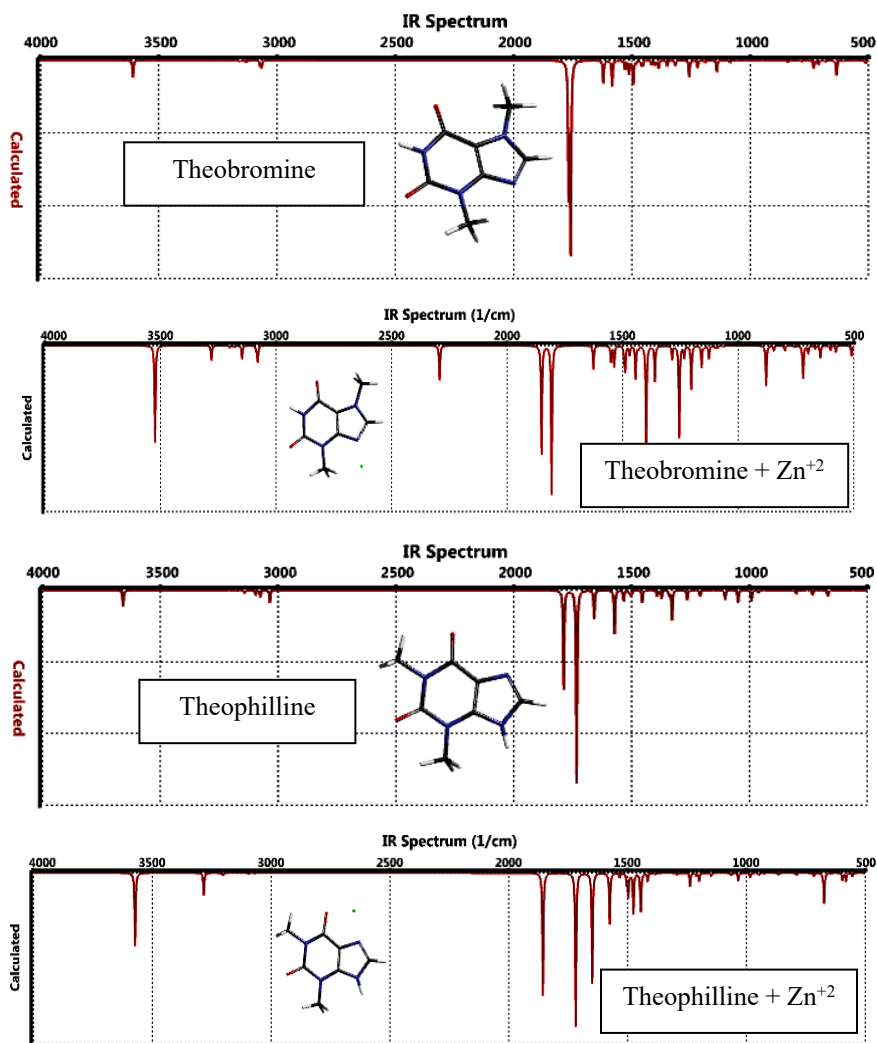 IR Spectrum
4000 3500 3000 2500 2000 1500 1000 500
Calculated
Theobromine
IR Spectrum (1/cm)
4000 3500 3000 2500 2000 1500 1000 500
Calculated
Theobromine + Zn+2
IR Spectrum
4000 3500 3000 2500 2000 1500 1000 500
Calculated
Theophilline
IR Spectrum (1/cm)
4000 3500 3000 2500 2000 1500 1000 500
Calculated
Theophilline + Zn+2